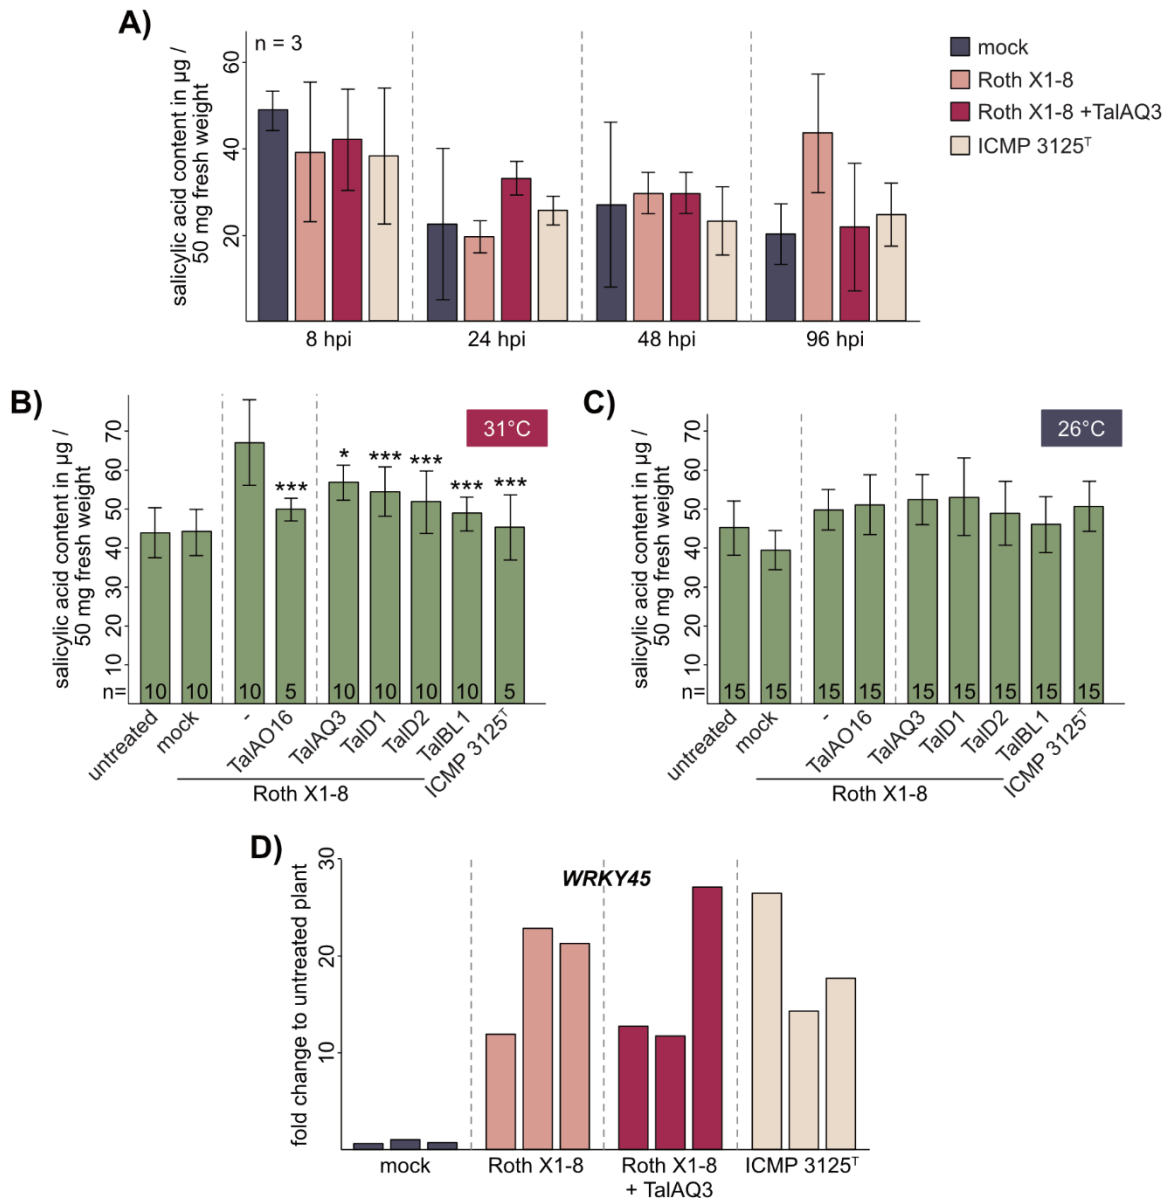 A)
n = 3
salicylic acid content in µg /
50 mg fresh weight
60
40
20
8 hpi
24 hpi
48 hpi
96 hpi
mock
Roth X1-8
Roth X1-8 +TalAQ3
ICMP 3125ᵀ
B)
31°C
salicylic acid content in µg /
50 mg fresh weight
70
60
50
40
30
20
10
*** * *** *** *** ***
n= 10 10 10 5 10 10 10 10 5
untreated
mock
-
TalAO16
TalAQ3
TalD1
TalD2
TalBL1
ICMP 3125ᵀ
Roth X1-8
C)
26°C
salicylic acid content in µg /
50 mg fresh weight
70
60
50
40
30
20
10
n= 15 15 15 15 15 15 15 15 15
untreated
mock
-
TalAO16
TalAQ3
TalD1
TalD2
TalBL1
ICMP 3125ᵀ
Roth X1-8
D)
WRKY45
fold change to untreated plant
30
20
10
mock
Roth X1-8
Roth X1-8
+ TalAQ3
ICMP 3125ᵀ